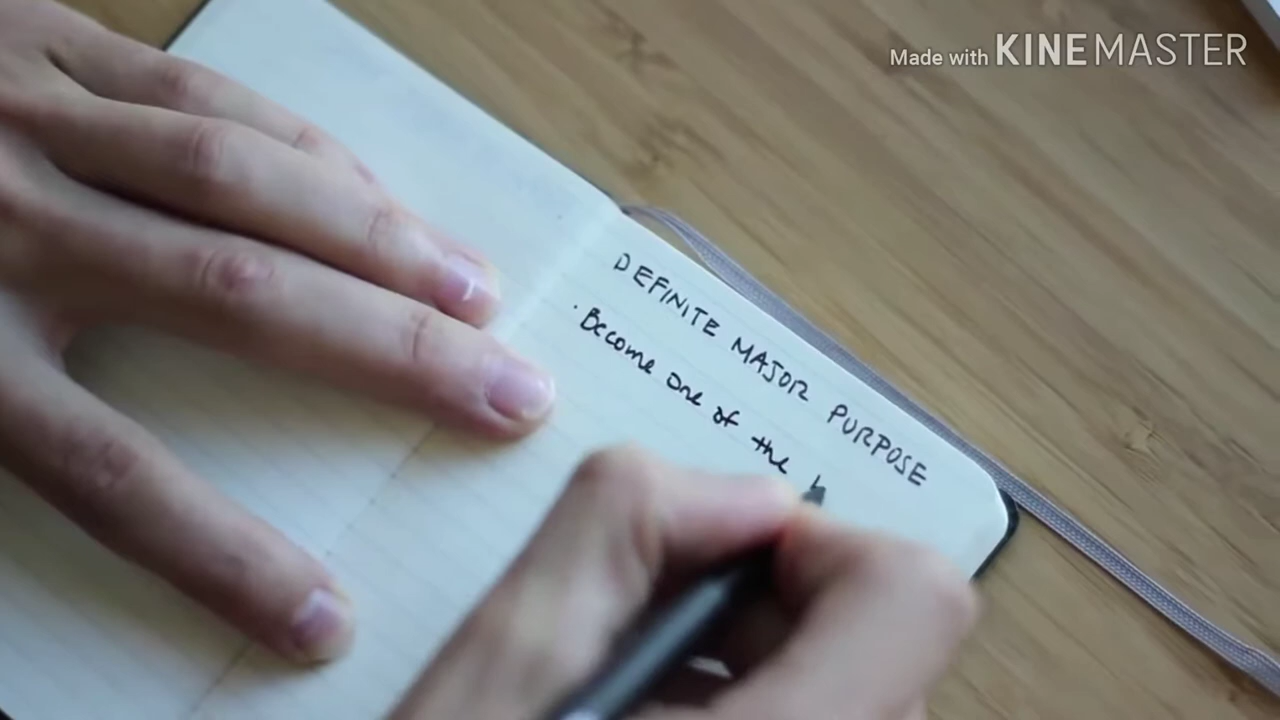 Made with KINEMASTER
DEFINITE MAJOR PURPOSE
· Become one of the